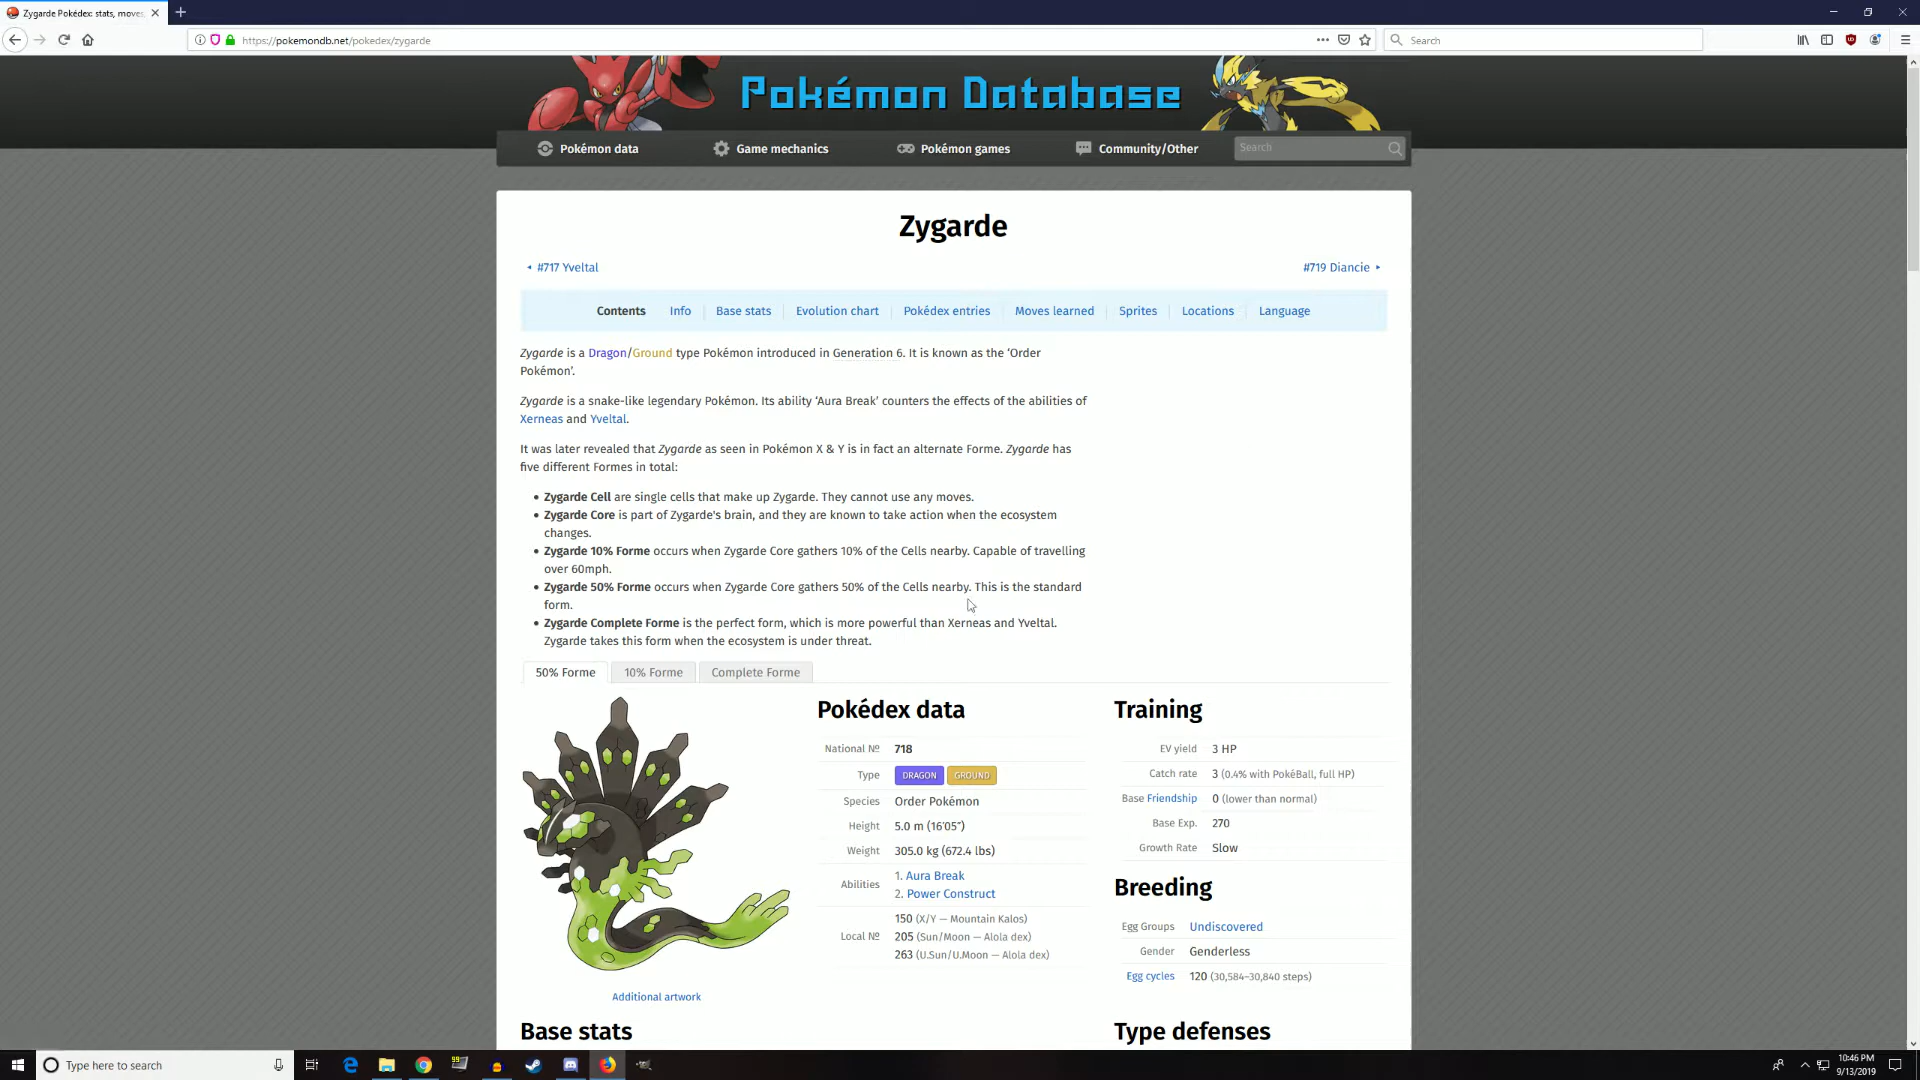 Zygarde Pokédex: stats, moves,
https://pokemondb.net/pokedex/zygarde
Search
Pokémon Database
Pokémon data
Game mechanics
Pokémon games
Community/Other
Search
Zygarde
#717 Yveltal
#719 Diancie
Contents
Info
Base stats
Evolution chart
Pokédex entries
Moves learned
Sprites
Locations
Language
Zygarde is a Dragon/Ground type Pokémon introduced in Generation 6. It is known as the ‘Order
Pokémon’.
Zygarde is a snake-like legendary Pokémon. Its ability ‘Aura Break’ counters the effects of the abilities of
Xerneas and Yveltal.
It was later revealed that Zygarde as seen in Pokémon X & Y is in fact an alternate Forme. Zygarde has
five different Formes in total:
• Zygarde Cell are single cells that make up Zygarde. They cannot use any moves.
• Zygarde Core is part of Zygarde's brain, and they are known to take action when the ecosystem
changes.
• Zygarde 10% Forme occurs when Zygarde Core gathers 10% of the Cells nearby. Capable of travelling
over 60mph.
• Zygarde 50% Forme occurs when Zygarde Core gathers 50% of the Cells nearby. This is the standard
form.
• Zygarde Complete Forme is the perfect form, which is more powerful than Xerneas and Yveltal.
Zygarde takes this form when the ecosystem is under threat.
50% Forme
10% Forme
Complete Forme
Additional artwork
Pokédex data
National № 718
Type DRAGON GROUND
Species Order Pokémon
Height 5.0 m (16′05″)
Weight 305.0 kg (672.4 lbs)
Abilities 1. Aura Break
2. Power Construct
Local № 150 (X/Y — Mountain Kalos)
205 (Sun/Moon — Alola dex)
263 (U.Sun/U.Moon — Alola dex)
Training
EV yield 3 HP
Catch rate 3 (0.4% with PokéBall, full HP)
Base Friendship 0 (lower than normal)
Base Exp. 270
Growth Rate Slow
Breeding
Egg Groups Undiscovered
Gender Genderless
Egg cycles 120 (30,584–30,840 steps)
Base stats
Type defenses
Type here to search
10:46 PM
9/13/2019